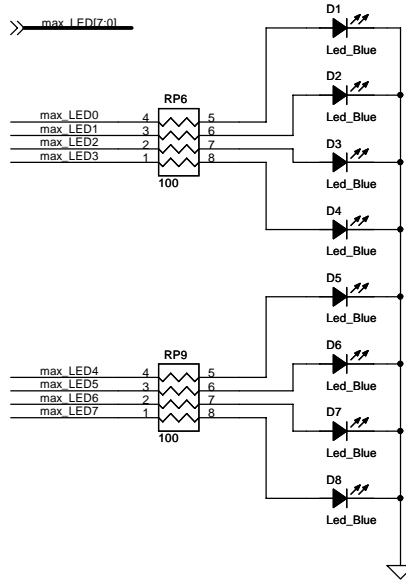 max_LED[7:0]
D1
Led_Blue
D2
Led_Blue
RP6
max_LED0 4 5
max_LED1 3 6
max_LED2 2 7
max_LED3 1 8
100
D3
Led_Blue
D4
Led_Blue
D5
Led_Blue
RP9
max_LED4 4 5
max_LED5 3 6
max_LED6 2 7
max_LED7 1 8
100
D6
Led_Blue
D7
Led_Blue
D8
Led_Blue